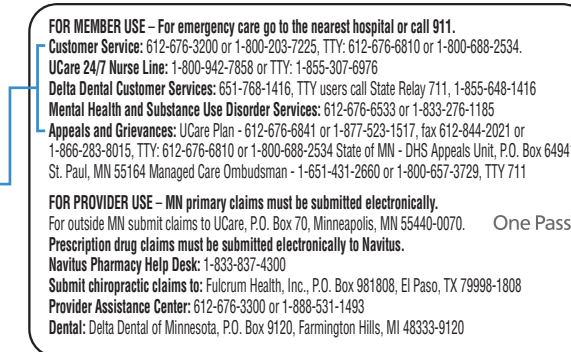 FOR MEMBER USE – For emergency care go to the nearest hospital or call 911.
Customer Service: 612-676-3200 or 1-800-203-7225, TTY: 612-676-6810 or 1-800-688-2534.
UCare 24/7 Nurse Line: 1-800-942-7858 or TTY: 1-855-307-6976
Delta Dental Customer Services: 651-768-1416, TTY users call State Relay 711, 1-855-648-1416
Mental Health and Substance Use Disorder Services: 612-676-6533 or 1-833-276-1185
Appeals and Grievances: UCare Plan - 612-676-6841 or 1-877-523-1517, fax 612-844-2021 or
1-866-283-8015, TTY: 612-676-6810 or 1-800-688-2534 State of MN - DHS Appeals Unit, P.O. Box 64941
St. Paul, MN 55164 Managed Care Ombudsman - 1-651-431-2660 or 1-800-657-3729, TTY 711
FOR PROVIDER USE – MN primary claims must be submitted electronically.
For outside MN submit claims to UCare, P.O. Box 70, Minneapolis, MN 55440-0070. One Pass
Prescription drug claims must be submitted electronically to Navitus.
Navitus Pharmacy Help Desk: 1-833-837-4300
Submit chiropractic claims to: Fulcrum Health, Inc., P.O. Box 981808, El Paso, TX 79998-1808
Provider Assistance Center: 612-676-3300 or 1-888-531-1493
Dental: Delta Dental of Minnesota, P.O. Box 9120, Farmington Hills, MI 48333-9120